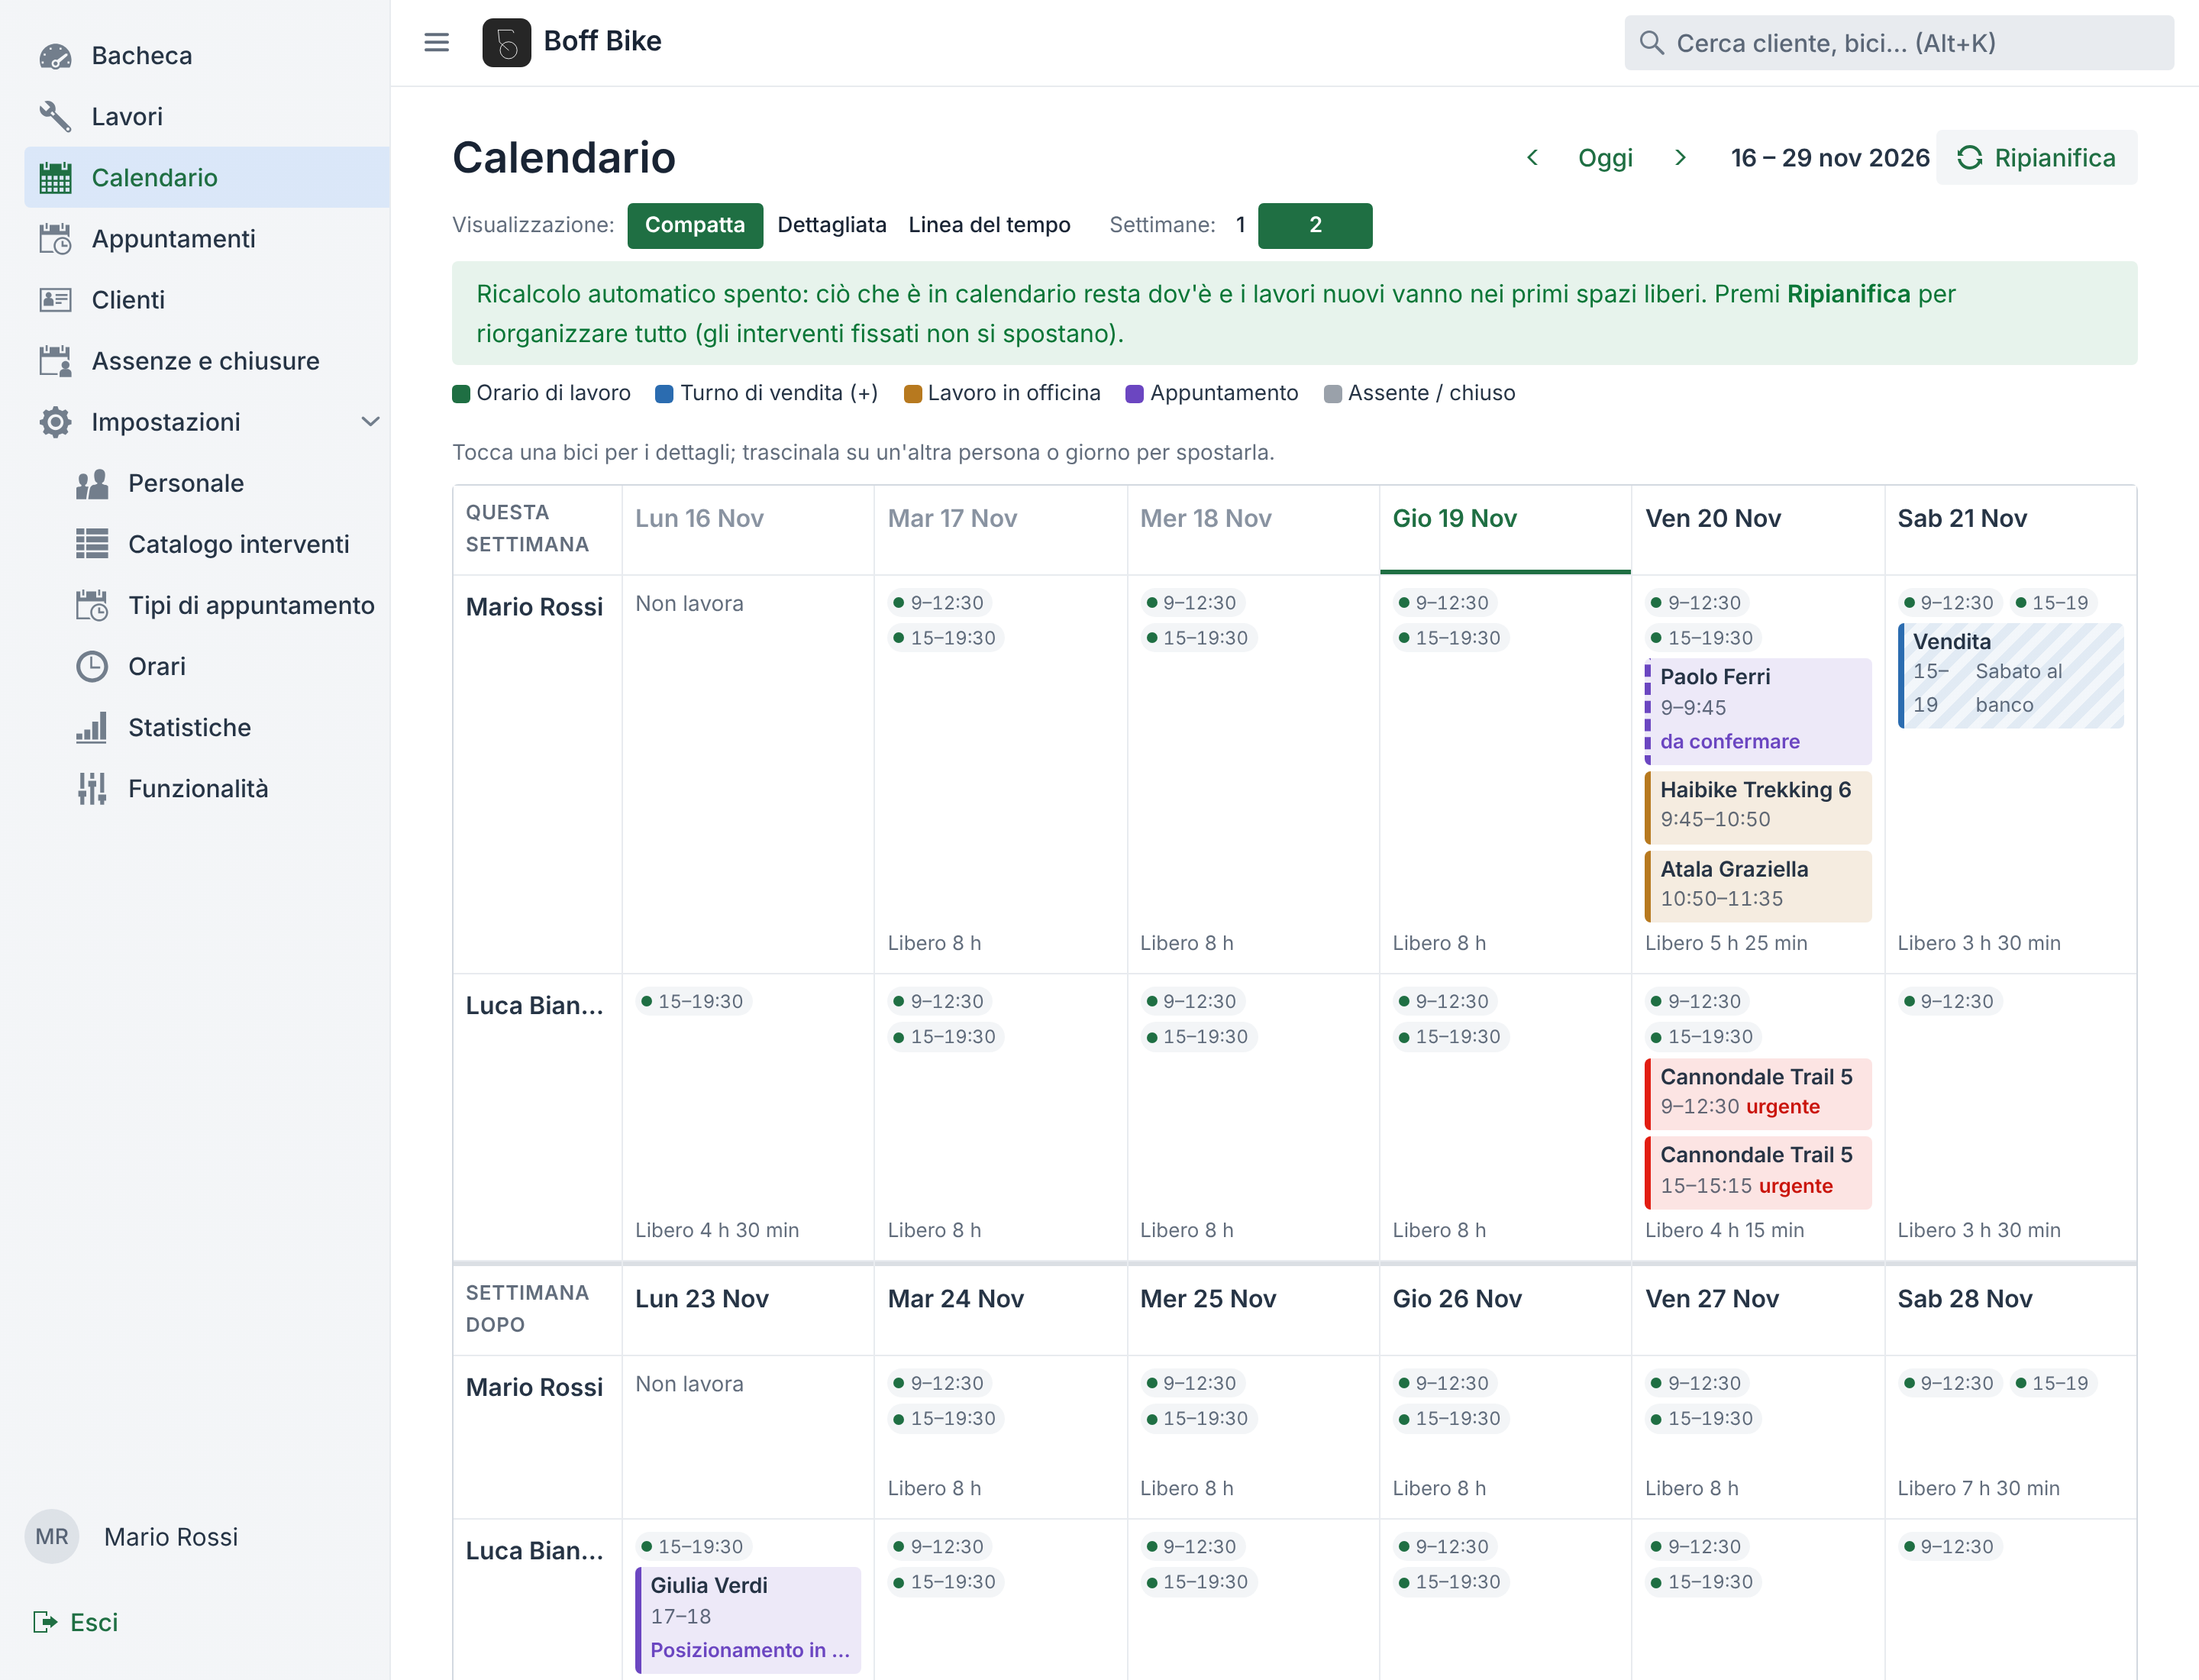 Bacheca
Lavori
Calendario
Appuntamenti
Clienti
Assenze e chiusure
Impostazioni
Personale
Catalogo interventi
Tipi di appuntamento
Orari
Statistiche
Funzionalità
MR Mario Rossi
Esci
Boff Bike
Cerca cliente, bici... (Alt+K)
Calendario
Oggi
16 – 29 nov 2026
Ripianifica
Visualizzazione: Compatta Dettagliata Linea del tempo Settimane: 1 2
Ricalcolo automatico spento: ciò che è in calendario resta dov'è e i lavori nuovi vanno nei primi spazi liberi. Premi Ripianifica per
riorganizzare tutto (gli interventi fissati non si spostano).
Orario di lavoro Turno di vendita (+) Lavoro in officina Appuntamento Assente / chiuso
Tocca una bici per i dettagli; trascinala su un'altra persona o giorno per spostarla.
QUESTA
SETTIMANA
Lun 16 Nov
Mar 17 Nov
Mer 18 Nov
Gio 19 Nov
Ven 20 Nov
Sab 21 Nov
Mario Rossi
Non lavora
9–12:30
15–19:30
Libero 8 h
9–12:30
15–19:30
Libero 8 h
9–12:30
15–19:30
Libero 8 h
9–12:30
15–19:30
Paolo Ferri
9–9:45
da confermare
Haibike Trekking 6
9:45–10:50
Atala Graziella
10:50–11:35
Libero 5 h 25 min
9–12:30 15–19
Vendita
15–
19
Sabato al
banco
Libero 3 h 30 min
Luca Bian...
15–19:30
Libero 4 h 30 min
9–12:30
15–19:30
Libero 8 h
9–12:30
15–19:30
Libero 8 h
9–12:30
15–19:30
Libero 8 h
9–12:30
15–19:30
Cannondale Trail 5
9–12:30 urgente
Cannondale Trail 5
15–15:15 urgente
Libero 4 h 15 min
9–12:30
Libero 3 h 30 min
SETTIMANA
DOPO
Lun 23 Nov
Mar 24 Nov
Mer 25 Nov
Gio 26 Nov
Ven 27 Nov
Sab 28 Nov
Mario Rossi
Non lavora
9–12:30
15–19:30
Libero 8 h
9–12:30
15–19:30
Libero 8 h
9–12:30
15–19:30
Libero 8 h
9–12:30
15–19:30
Libero 8 h
9–12:30 15–19
Libero 7 h 30 min
Luca Bian...
15–19:30
Giulia Verdi
17–18
Posizionamento in ...
9–12:30
15–19:30
9–12:30
15–19:30
9–12:30
15–19:30
9–12:30
15–19:30
9–12:30